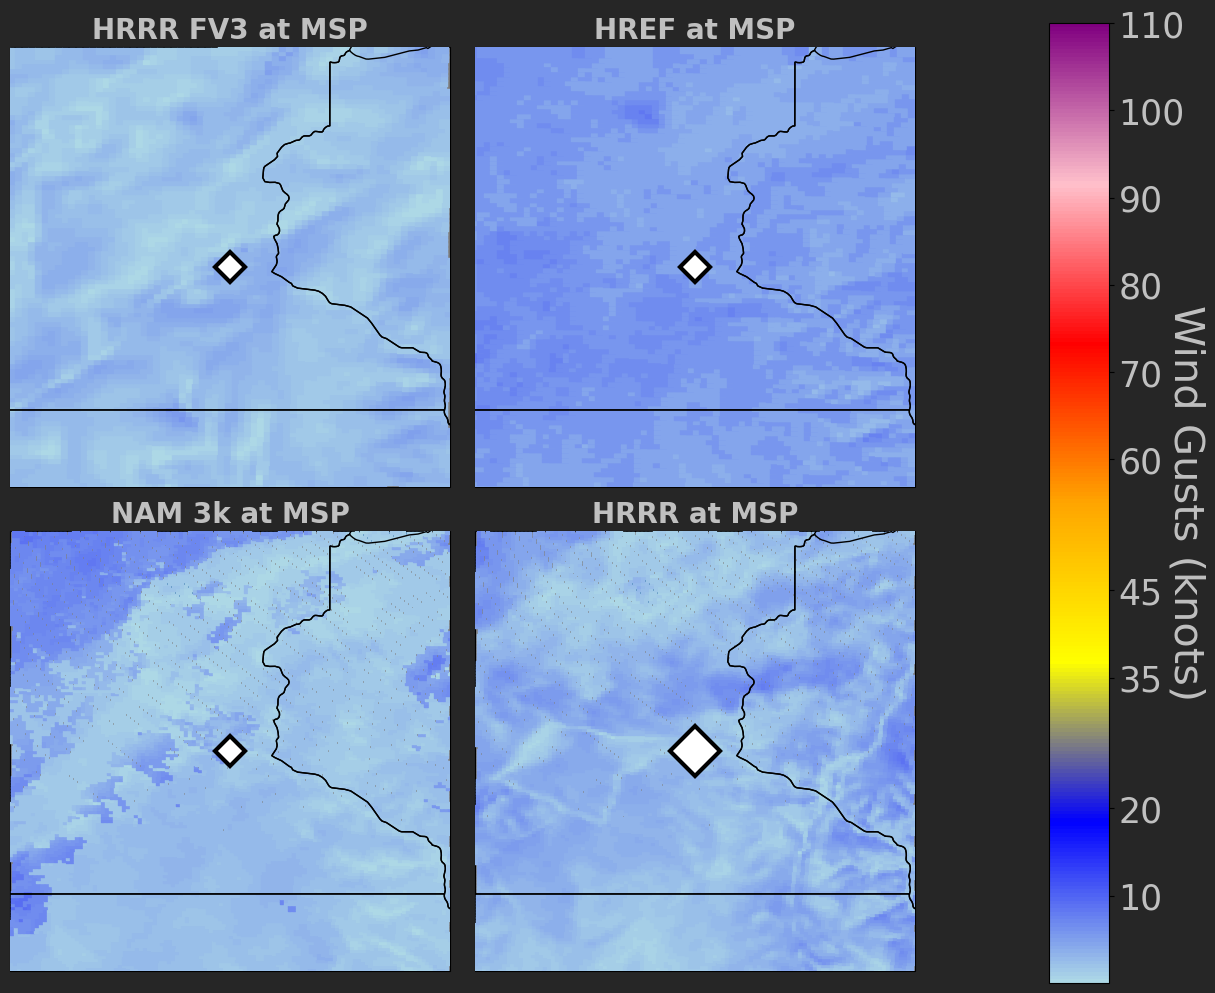 HRRR FV3 at MSP
HREF at MSP
NAM 3k at MSP
HRRR at MSP
110
100
90
80
70
60
45
35
20
10
Wind Gusts (knots)